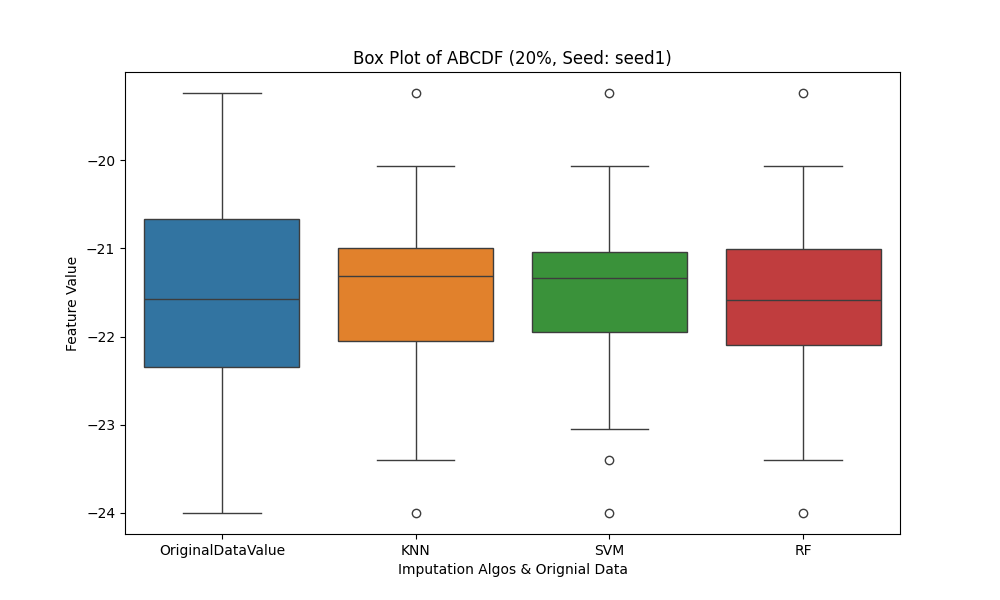 Box Plot of ABCDF (20%, Seed: seed1)
Feature Value
−20
−21
−22
−23
−24
OriginalDataValue KNN SVM RF
Imputation Algos & Orignial Data